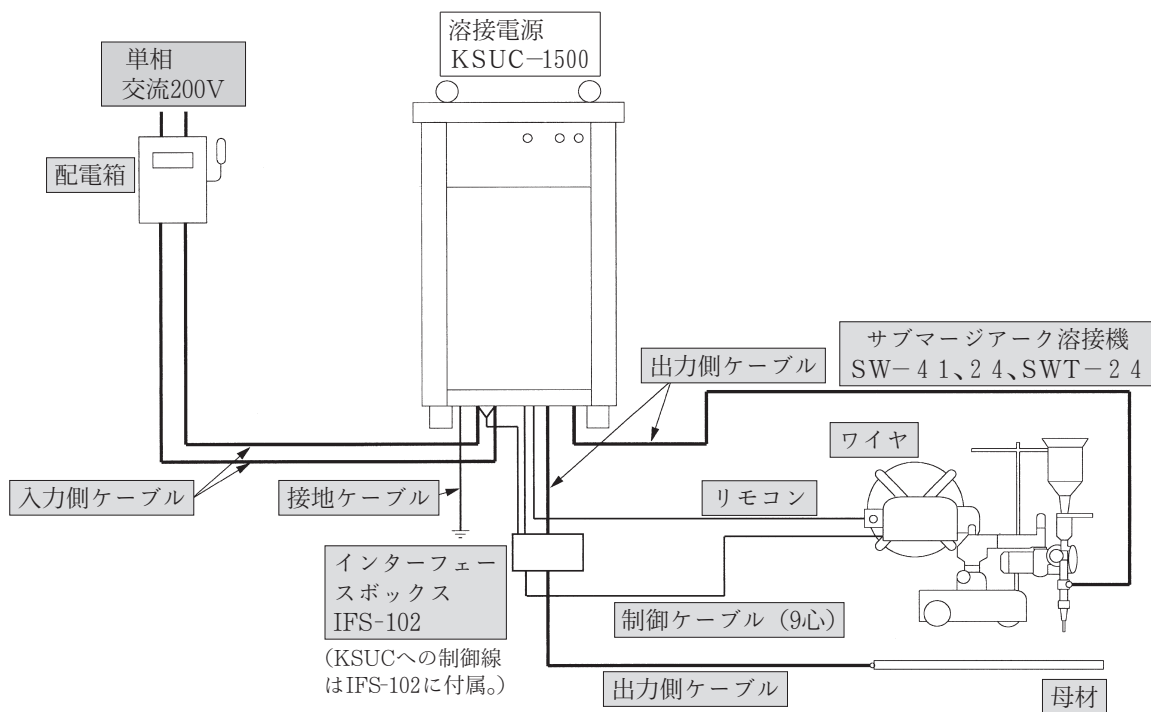 溶接電源
KSUC−1500
単相
交流200V
配電箱
サブマージアーク溶接機
SW−４１、２４、SWT−２４
出力側ケーブル
ワイヤ
入力側ケーブル
接地ケーブル
リモコン
インターフェー
スボックス
IFS-102
(KSUCへの制御線
はIFS-102に付属。)
制御ケーブル（9心）
出力側ケーブル
母材